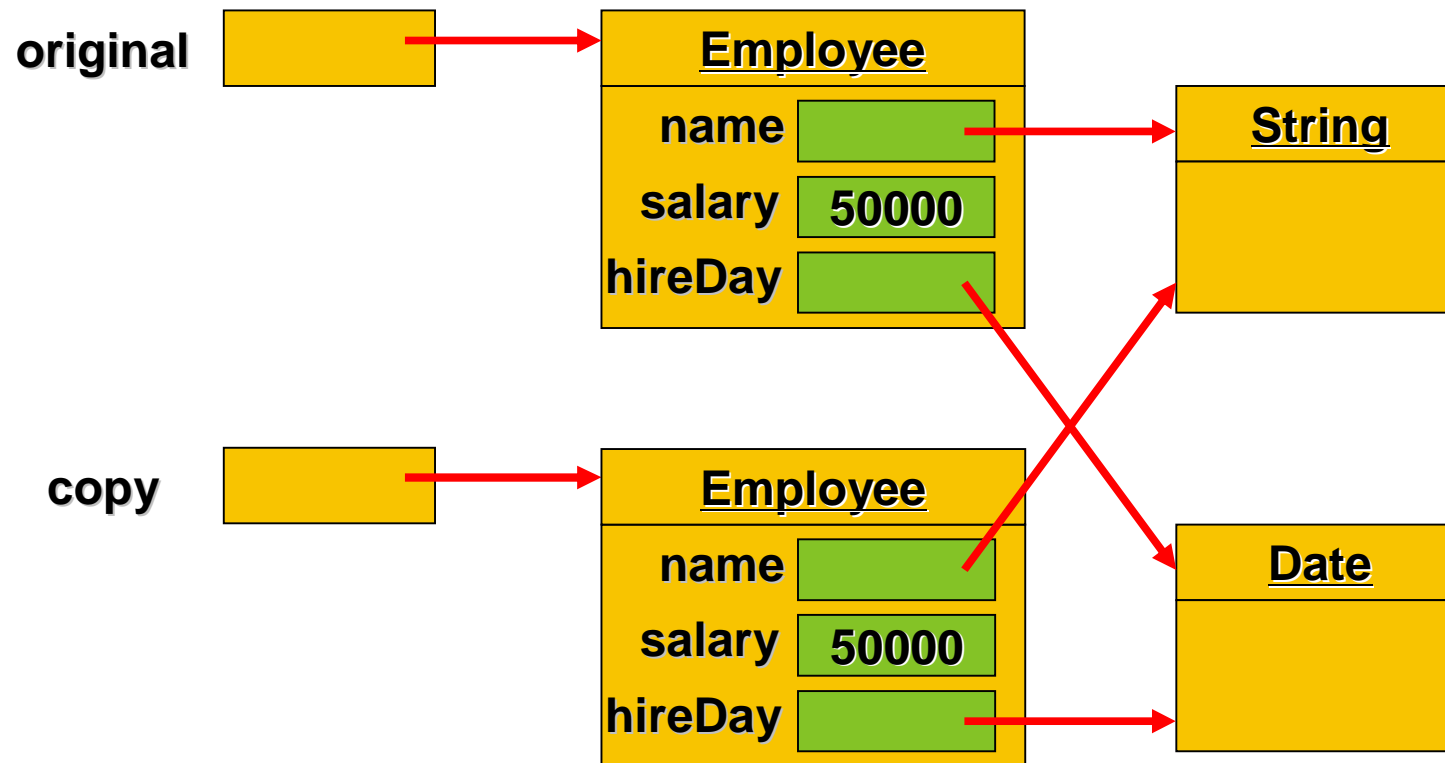 original
Employee
name
String
salary 50000
hireDay
copy
Employee
name
Date
salary 50000
hireDay